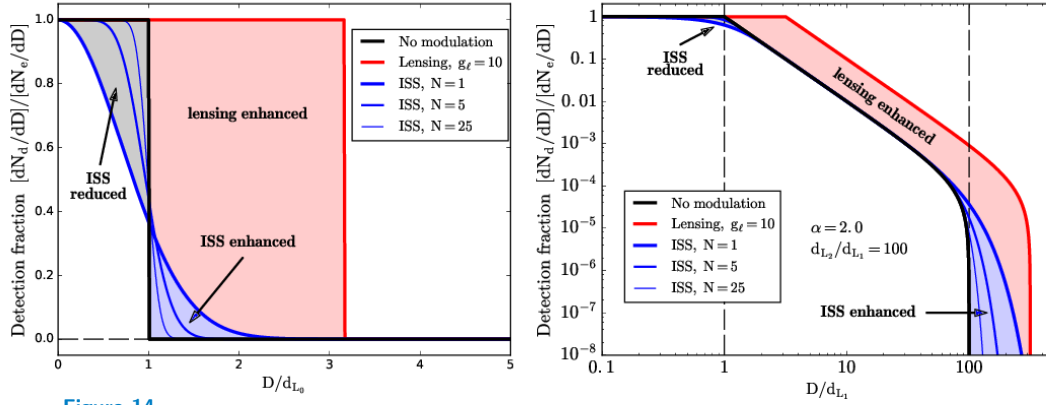 Detection fraction [dN_d/dD]/[dN_e/dD]
1.0
0.8
0.6
0.4
0.2
0.0
No modulation
Lensing, g_ℓ = 10
ISS, N = 1
ISS, N = 5
ISS, N = 25
lensing enhanced
ISS
reduced
ISS enhanced
0
1
2
3
4
5
D/d_{L_0}
Detection fraction [dN_d/dD]/[dN_e/dD]
1
0.1
0.01
10^{-3}
10^{-4}
10^{-5}
10^{-6}
10^{-7}
10^{-8}
ISS
reduced
lensing enhanced
No modulation
Lensing, g_ℓ = 10
ISS, N = 1
ISS, N = 5
ISS, N = 25
α = 2.0
d_{L_2}/d_{L_1} = 100
ISS enhanced
0.1
1
10
100
D/d_{L_1}
Figure 14